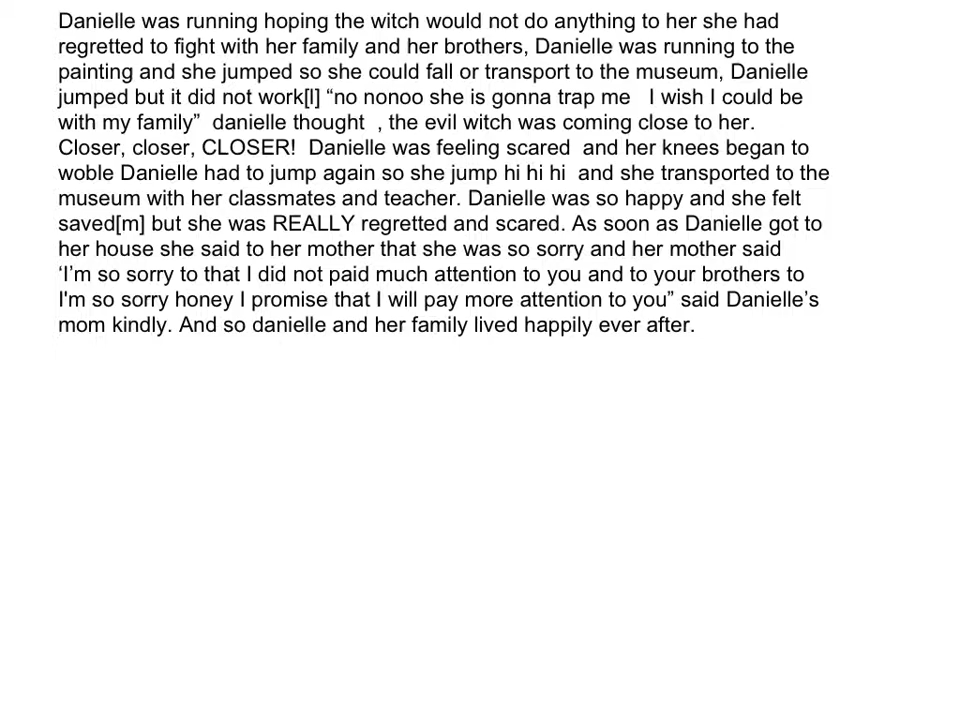 Danielle was running hoping the witch would not do anything to her she had
regretted to fight with her family and her brothers, Danielle was running to the
painting and she jumped so she could fall or transport to the museum, Danielle
jumped but it did not work[l] “no nonoo she is gonna trap me   I wish I could be
with my family”  danielle thought  , the evil witch was coming close to her.
Closer, closer, CLOSER!  Danielle was feeling scared  and her knees began to
woble Danielle had to jump again so she jump hi hi hi  and she transported to the
museum with her classmates and teacher. Danielle was so happy and she felt
saved[m] but she was REALLY regretted and scared. As soon as Danielle got to
her house she said to her mother that she was so sorry and her mother said
‘I’m so sorry to that I did not paid much attention to you and to your brothers to
I'm so sorry honey I promise that I will pay more attention to you” said Danielle’s
mom kindly. And so danielle and her family lived happily ever after.